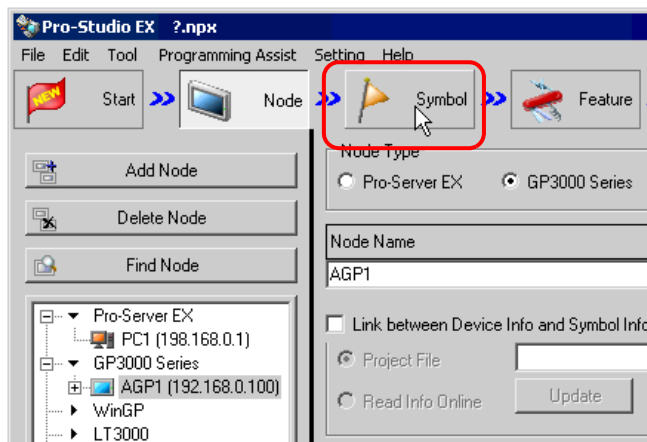 Pro-Studio EX ?.npx
File Edit Tool Programming Assist Setting Help
NEW Start Node Symbol Feature
Add Node
Delete Node
Find Node
Pro-Server EX
PC1 (198.168.0.1)
GP3000 Series
AGP1 (192.168.0.100)
WinGP
LT3000
Node Type
Pro-Server EX GP3000 Series
Node Name
AGP1
Link between Device Info and Symbol Info
Project File
Read Info Online Update